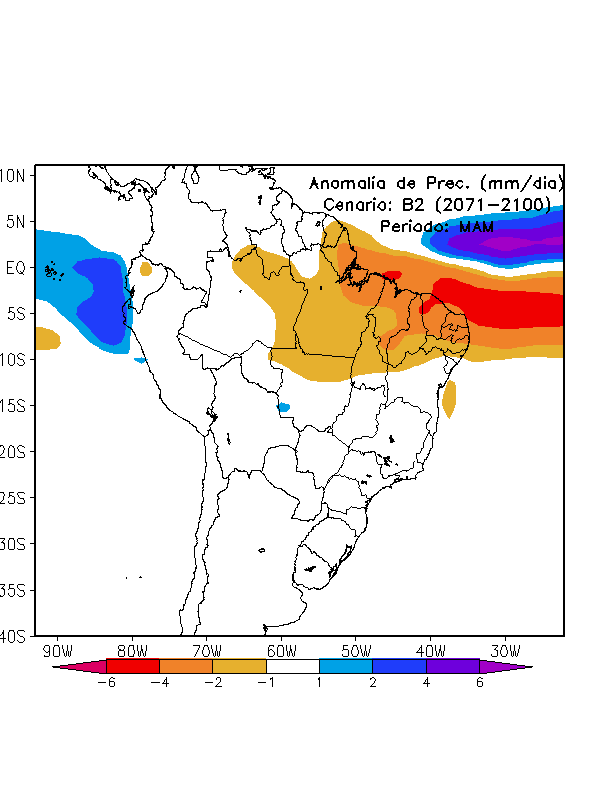 Anomalia de Prec. (mm/dia)
Cenario: B2 (2071-2100)
Periodo: MAM
10N
5N
EQ
5S
10S
15S
20S
25S
30S
35S
40S
90W 80W 70W 60W 50W 40W 30W
-6 -4 -2 -1 1 2 4 6